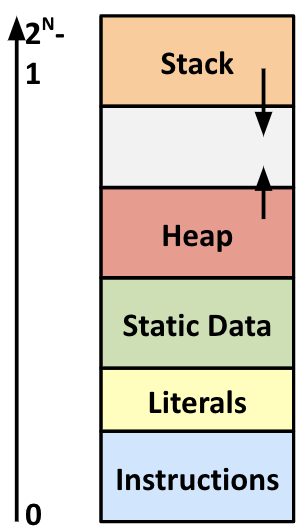 2ᴺ-
1
Stack
Heap
Static Data
Literals
Instructions
0